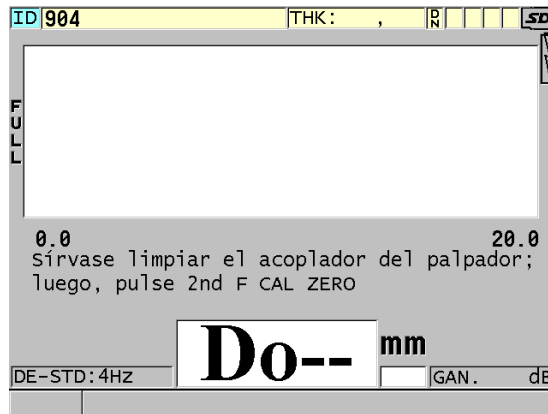 ID 904 THK: , DN SD
FULL
0.0 20.0
Sírvase limpiar el acoplador del palpador;
luego, pulse 2nd F CAL ZERO
Do-- mm
DE-STD:4Hz GAN. dB